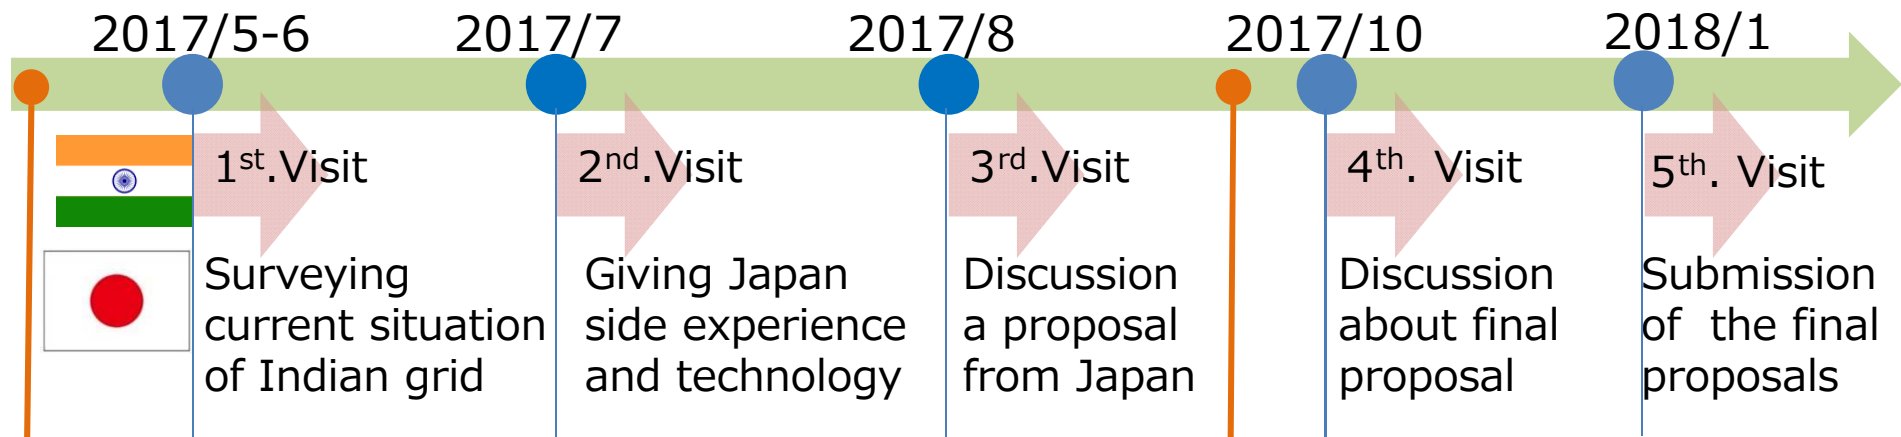 2017/5-6
2017/7
2017/8
2017/10
2018/1
1st.Visit
2nd.Visit
3rd.Visit
4th. Visit
5th. Visit
Surveying
current situation
of Indian grid
Giving Japan
side experience
and technology
Discussion
a proposal
from Japan
Discussion
about final
proposal
Submission
of the final
proposals